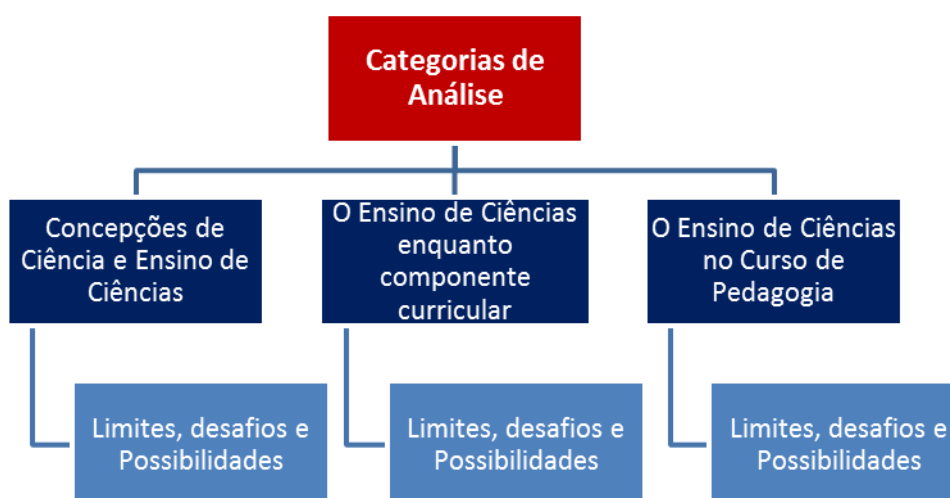 Categorias de
Análise
Concepções de
Ciência e Ensino de
Ciências
O Ensino de Ciências
enquanto
componente
curricular
O Ensino de Ciências
no Curso de
Pedagogia
Limites, desafios e
Possibilidades
Limites, desafios e
Possibilidades
Limites, desafios e
Possibilidades